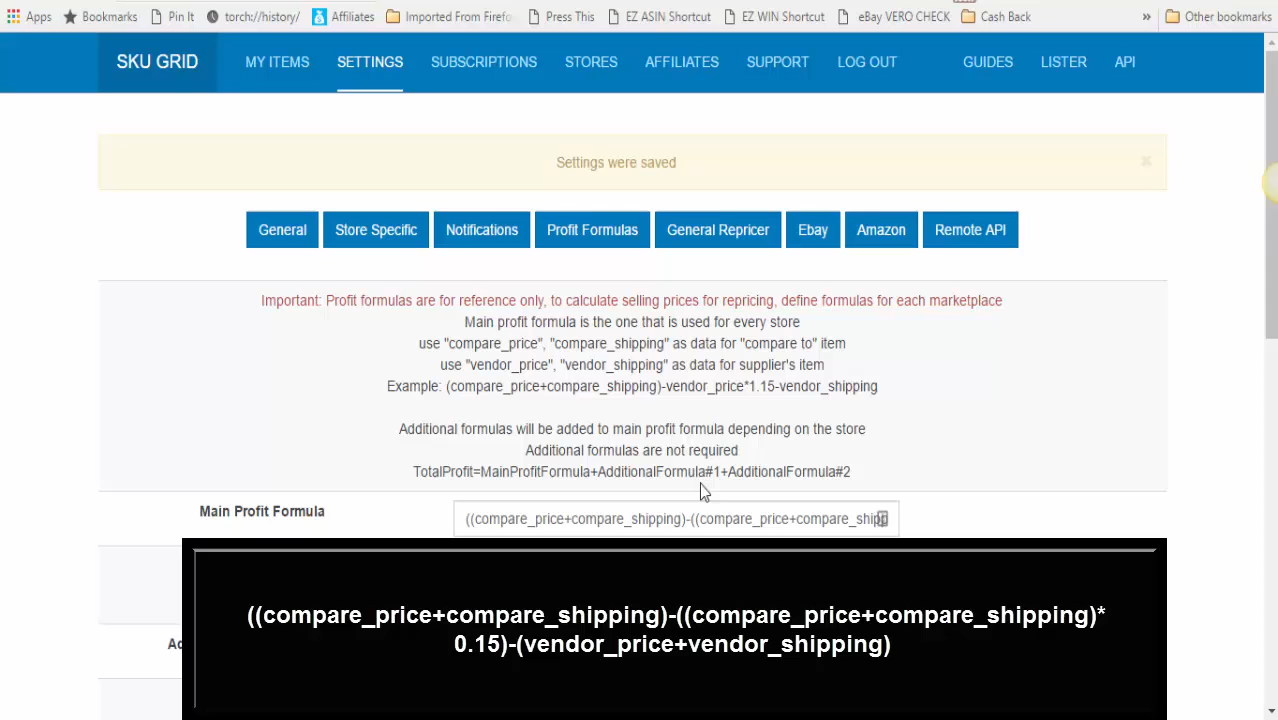 Apps Bookmarks Pin It torch://history/ Affiliates Imported From Firefo Press This EZ ASIN Shortcut EZ WIN Shortcut eBay VERO CHECK Cash Back » Other bookmarks
SKU GRID MY ITEMS SETTINGS SUBSCRIPTIONS STORES AFFILIATES SUPPORT LOG OUT GUIDES LISTER API
Settings were saved ×
General Store Specific Notifications Profit Formulas General Repricer Ebay Amazon Remote API
Important: Profit formulas are for reference only, to calculate selling prices for repricing, define formulas for each marketplace
Main profit formula is the one that is used for every store
use "compare_price", "compare_shipping" as data for "compare to" item
use "vendor_price", "vendor_shipping" as data for supplier's item
Example: (compare_price+compare_shipping)-vendor_price*1.15-vendor_shipping
Additional formulas will be added to main profit formula depending on the store
Additional formulas are not required
TotalProfit=MainProfitFormula+AdditionalFormula#1+AdditionalFormula#2
Main Profit Formula ((compare_price+compare_shipping)-((compare_price+compare_shipp
((compare_price+compare_shipping)-((compare_price+compare_shipping)*
0.15)-(vendor_price+vendor_shipping)
Ad